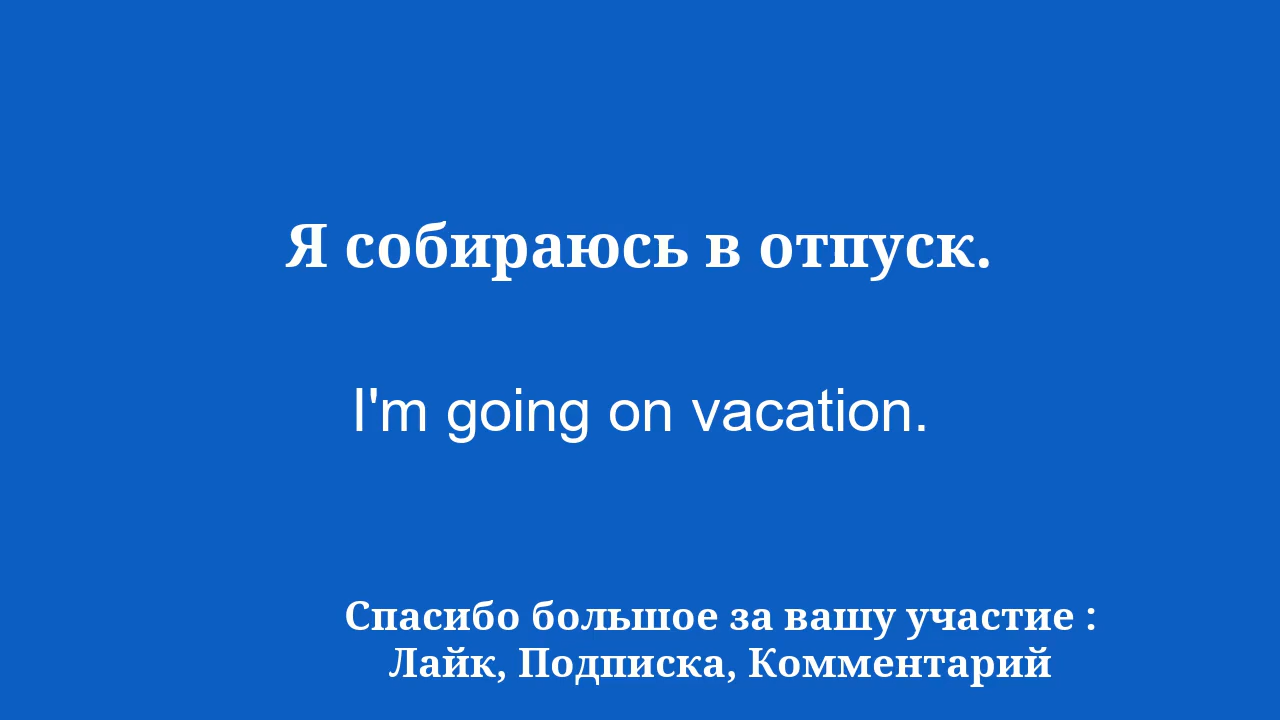 Я собираюсь в отпуск.
I'm going on vacation.
Спасибо большое за вашу участие :
Лайк, Подписка, Комментарий